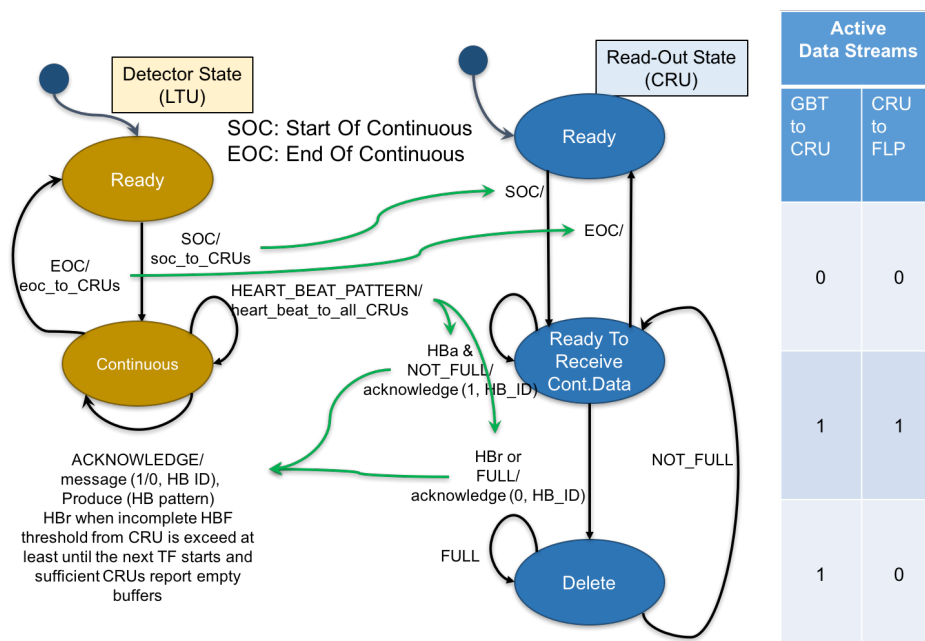 Detector State
(LTU)
Read-Out State
(CRU)
Active
Data Streams
SOC: Start Of Continuous
EOC: End Of Continuous
GBT
to
CRU
CRU
to
FLP
Ready
Ready
SOC/
SOC/
soc_to_CRUs
EOC/
EOC/
eoc_to_CRUs
0
0
HEART_BEAT_PATTERN/
heart_beat_to_all_CRUs
Continuous
Ready To
Receive
Cont.Data
HBa &
NOT_FULL/
acknowledge (1, HB_ID)
1
1
HBr or
FULL/
acknowledge (0, HB_ID)
NOT_FULL
ACKNOWLEDGE/
message (1/0, HB ID),
Produce (HB pattern)
HBr when incomplete HBF
threshold from CRU is exceed at
least until the next TF starts and
sufficient CRUs report empty
buffers
FULL
Delete
1
0